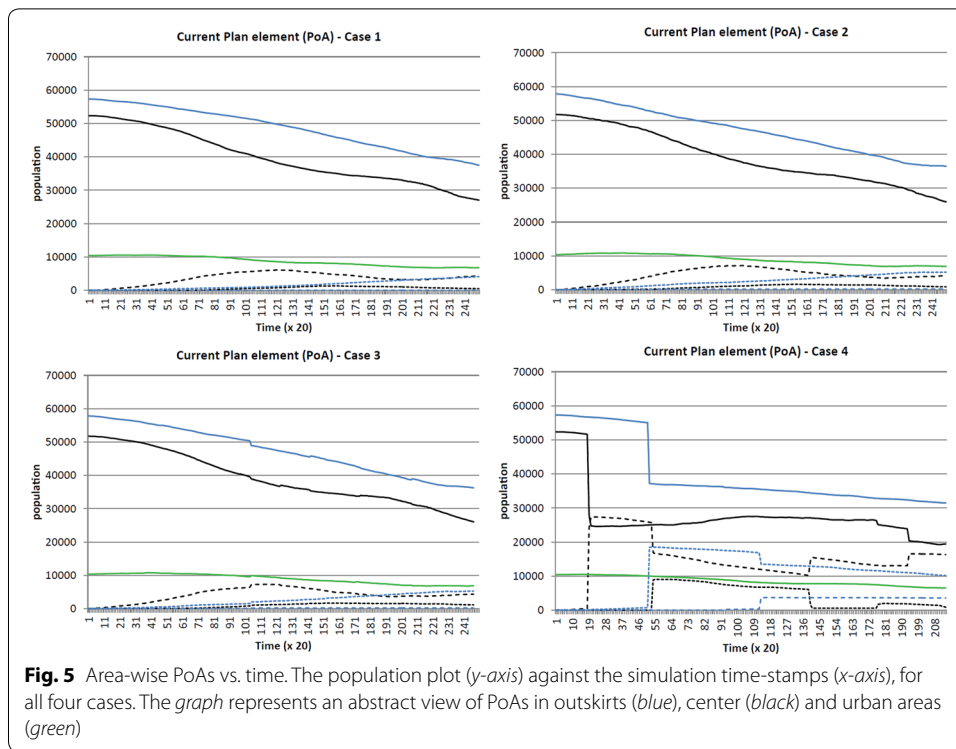 Current Plan element (PoA) - Case 1
70000
60000
50000
40000
30000
20000
10000
0
population
1 11 21 31 41 51 61 71 81 91 101 111 121 131 141 151 161 171 181 191 201 211 221 231 241
Time (x 20)
Current Plan element (PoA) - Case 2
70000
60000
50000
40000
30000
20000
10000
0
population
1 11 21 31 41 51 61 71 81 91 101 111 121 131 141 151 161 171 181 191 201 211 221 231 241
Time (x 20)
Current Plan element (PoA) - Case 3
70000
60000
50000
40000
30000
20000
10000
0
population
1 11 21 31 41 51 61 71 81 91 101 111 121 131 141 151 161 171 181 191 201 211 221 231 241
Time (x 20)
Current Plan element (PoA) - Case 4
70000
60000
50000
40000
30000
20000
10000
0
population
1 10 19 28 37 46 55 64 73 82 91 100 109 118 127 136 145 154 163 172 181 190 199 208
Time (x 20)
Fig. 5 Area-wise PoAs vs. time. The population plot (y-axis) against the simulation time-stamps (x-axis), for
all four cases. The graph represents an abstract view of PoAs in outskirts (blue), center (black) and urban areas
(green)